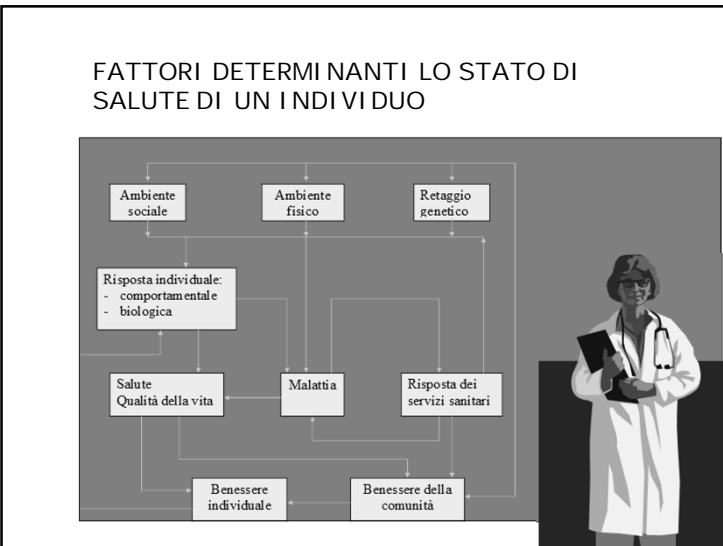 FATTORI DETERMINANTI LO STATO DI
SALUTE DI UN INDIVIDUO
Ambiente
sociale
Ambiente
fisico
Retaggio
genetico
Risposta individuale:
- comportamentale
- biologica
Salute
Qualità della vita
Malattia
Risposta dei
servizi sanitari
Benessere
individuale
Benessere della
comunità